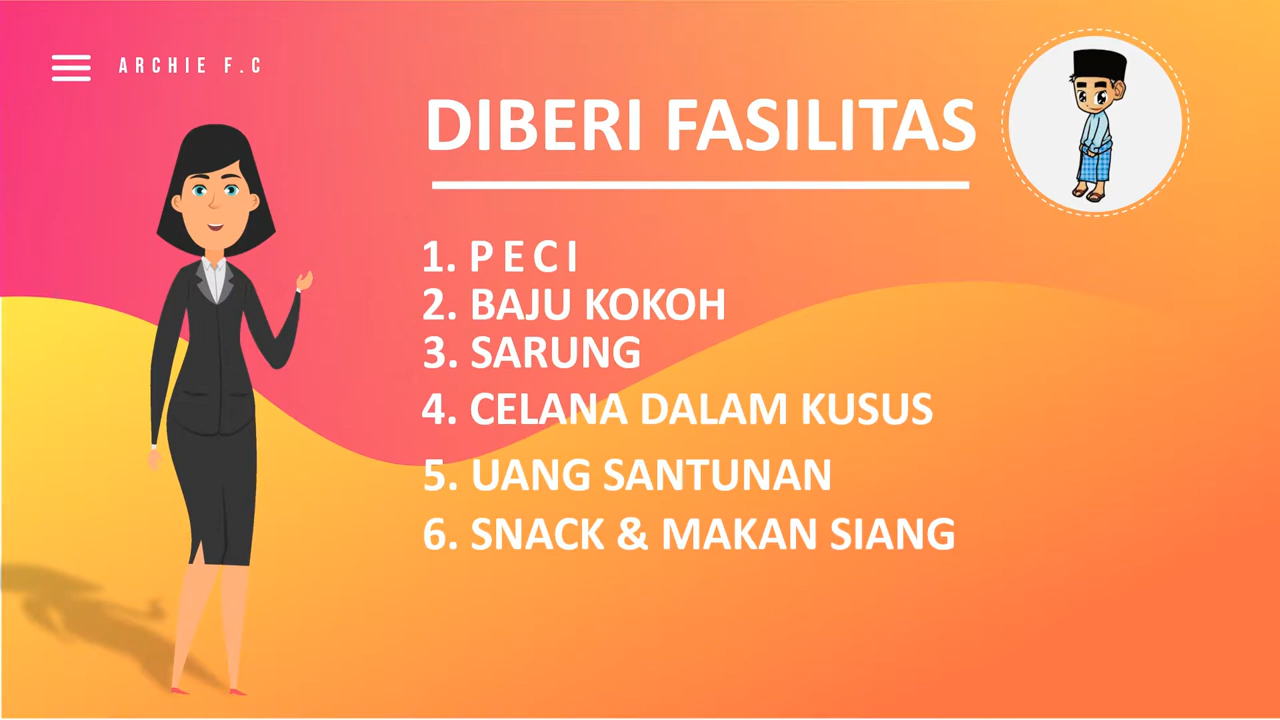 ARCHIE F.C
DIBERI FASILITAS
1. PECI
2. BAJU KOKOH
3. SARUNG
4. CELANA DALAM KUSUS
5. UANG SANTUNAN
6. SNACK & MAKAN SIANG